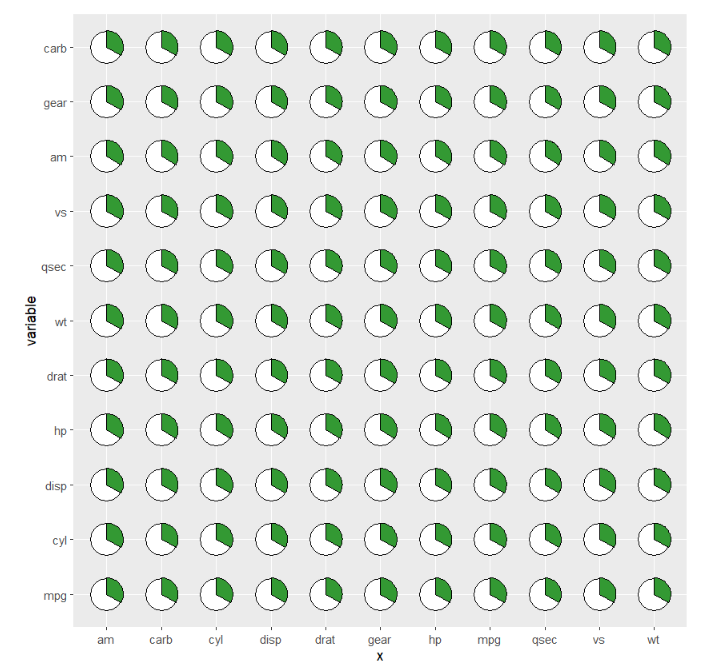 carb
gear
am
vs
qsec
wt
drat
hp
disp
cyl
mpg
variable
am carb cyl disp drat gear hp mpg qsec vs wt
x